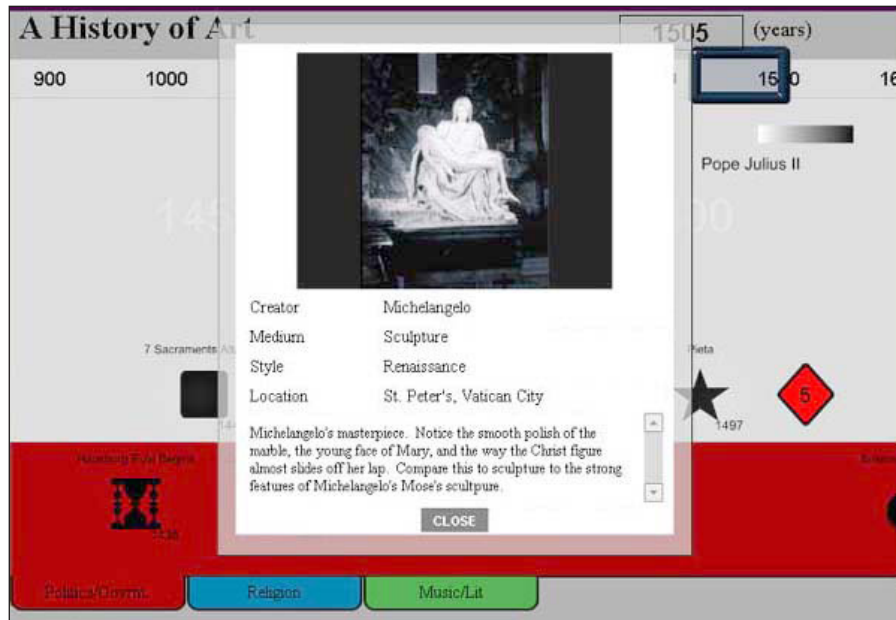 A History of Art
1505
(years)
900
1000
1500
Pope Julius II
Creator
Michelangelo
Medium
Sculpture
Style
Renaissance
Location
St. Peter's, Vatican City
7 Sacraments
Pieta
5
1497
Michelangelo's masterpiece. Notice the smooth polish of the
marble, the young face of Mary, and the way the Christ figure
almost slides off her lap. Compare this to sculpture to the strong
features of Michelangelo's Mose's scultpure.
CLOSE
Politics/Govmt.
Religion
Music/Lit